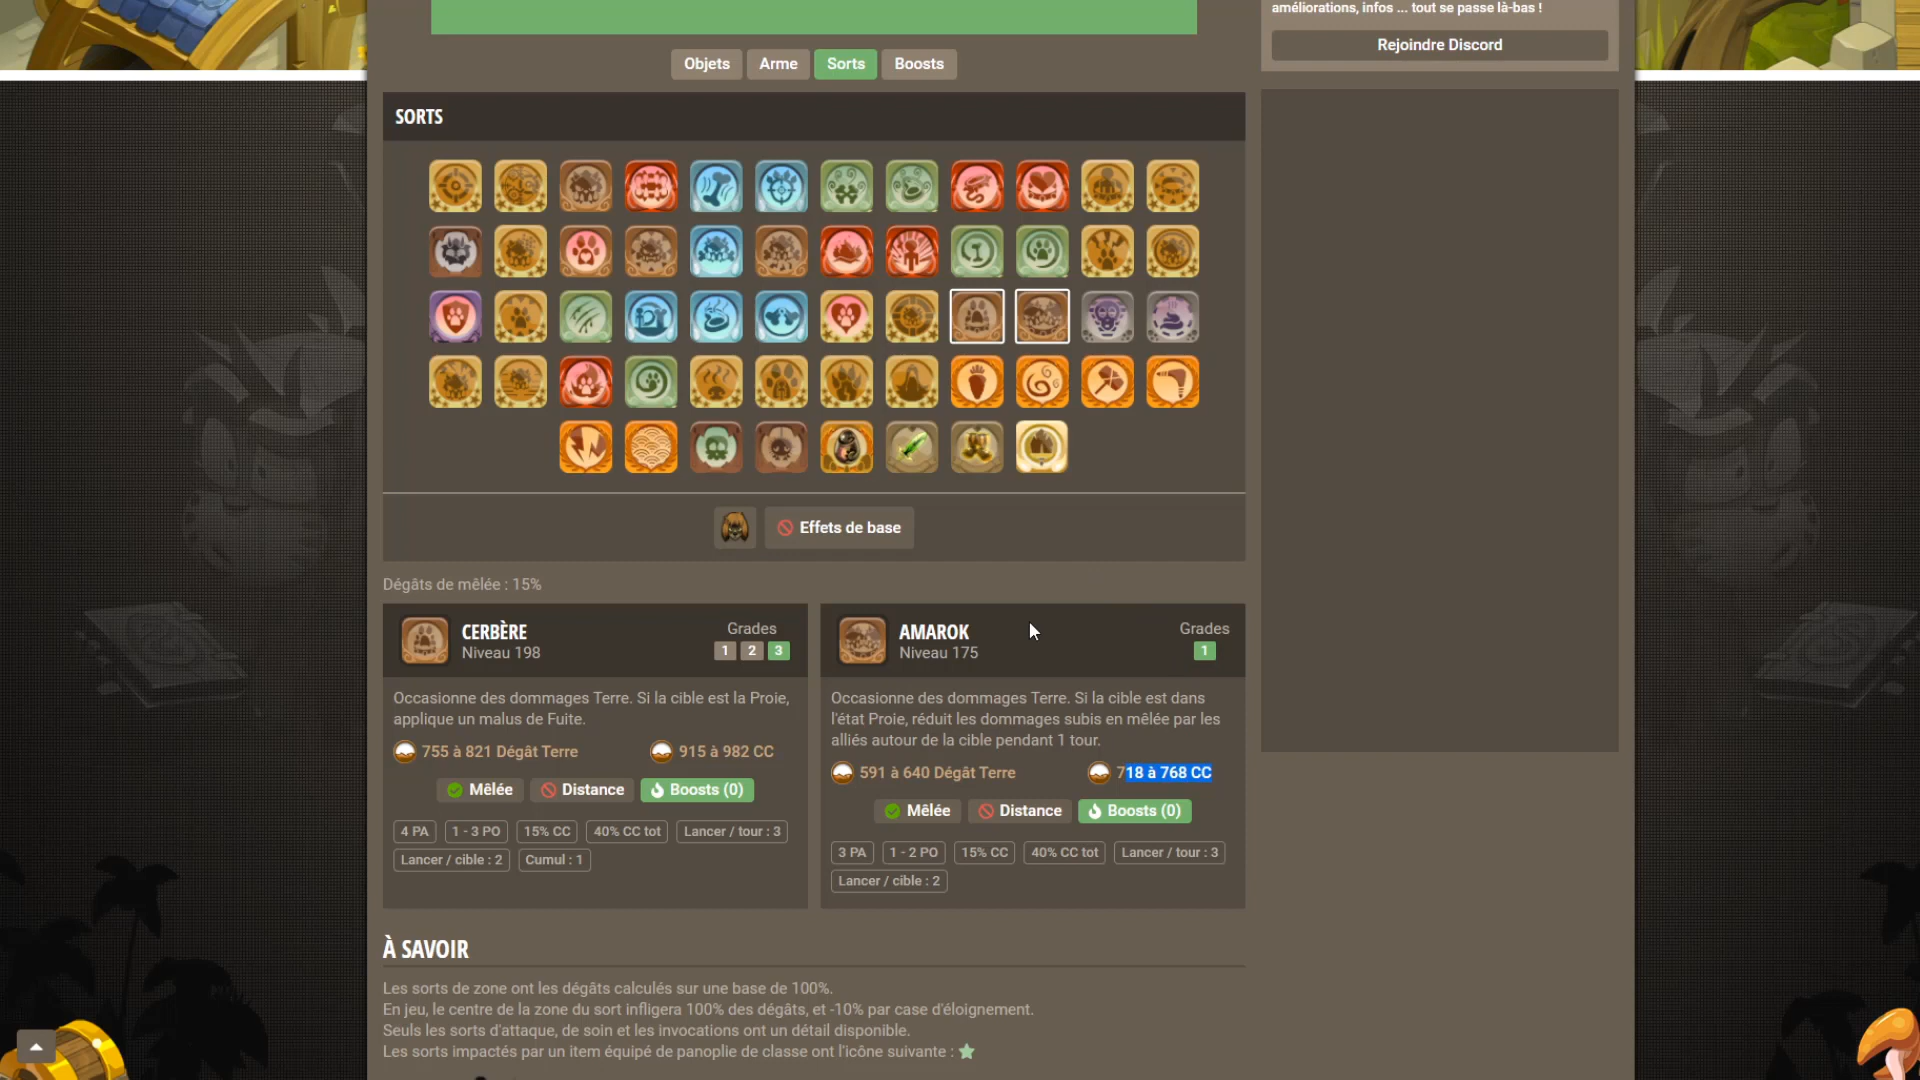 améliorations, infos ... tout se passe là-bas !
Rejoindre Discord
Objets
Arme
Sorts
Boosts
SORTS
Effets de base
Dégâts de mêlée : 15%
CERBÈRE
Niveau 198
Grades
1 2 3
Occasionne des dommages Terre. Si la cible est la Proie,
applique un malus de Fuite.
755 à 821 Dégât Terre
915 à 982 CC
Mêlée
Distance
Boosts (0)
4 PA
1 - 3 PO
15% CC
40% CC tot
Lancer / tour : 3
Lancer / cible : 2
Cumul : 1
AMAROK
Niveau 175
Grades
1
Occasionne des dommages Terre. Si la cible est dans
l'état Proie, réduit les dommages subis en mêlée par les
alliés autour de la cible pendant 1 tour.
591 à 640 Dégât Terre
718 à 768 CC
Mêlée
Distance
Boosts (0)
3 PA
1 - 2 PO
15% CC
40% CC tot
Lancer / tour : 3
Lancer / cible : 2
À SAVOIR
Les sorts de zone ont les dégâts calculés sur une base de 100%.
En jeu, le centre de la zone du sort infligera 100% des dégâts, et -10% par case d'éloignement.
Seuls les sorts d'attaque, de soin et les invocations ont un détail disponible.
Les sorts impactés par un item équipé de panoplie de classe ont l'icône suivante :